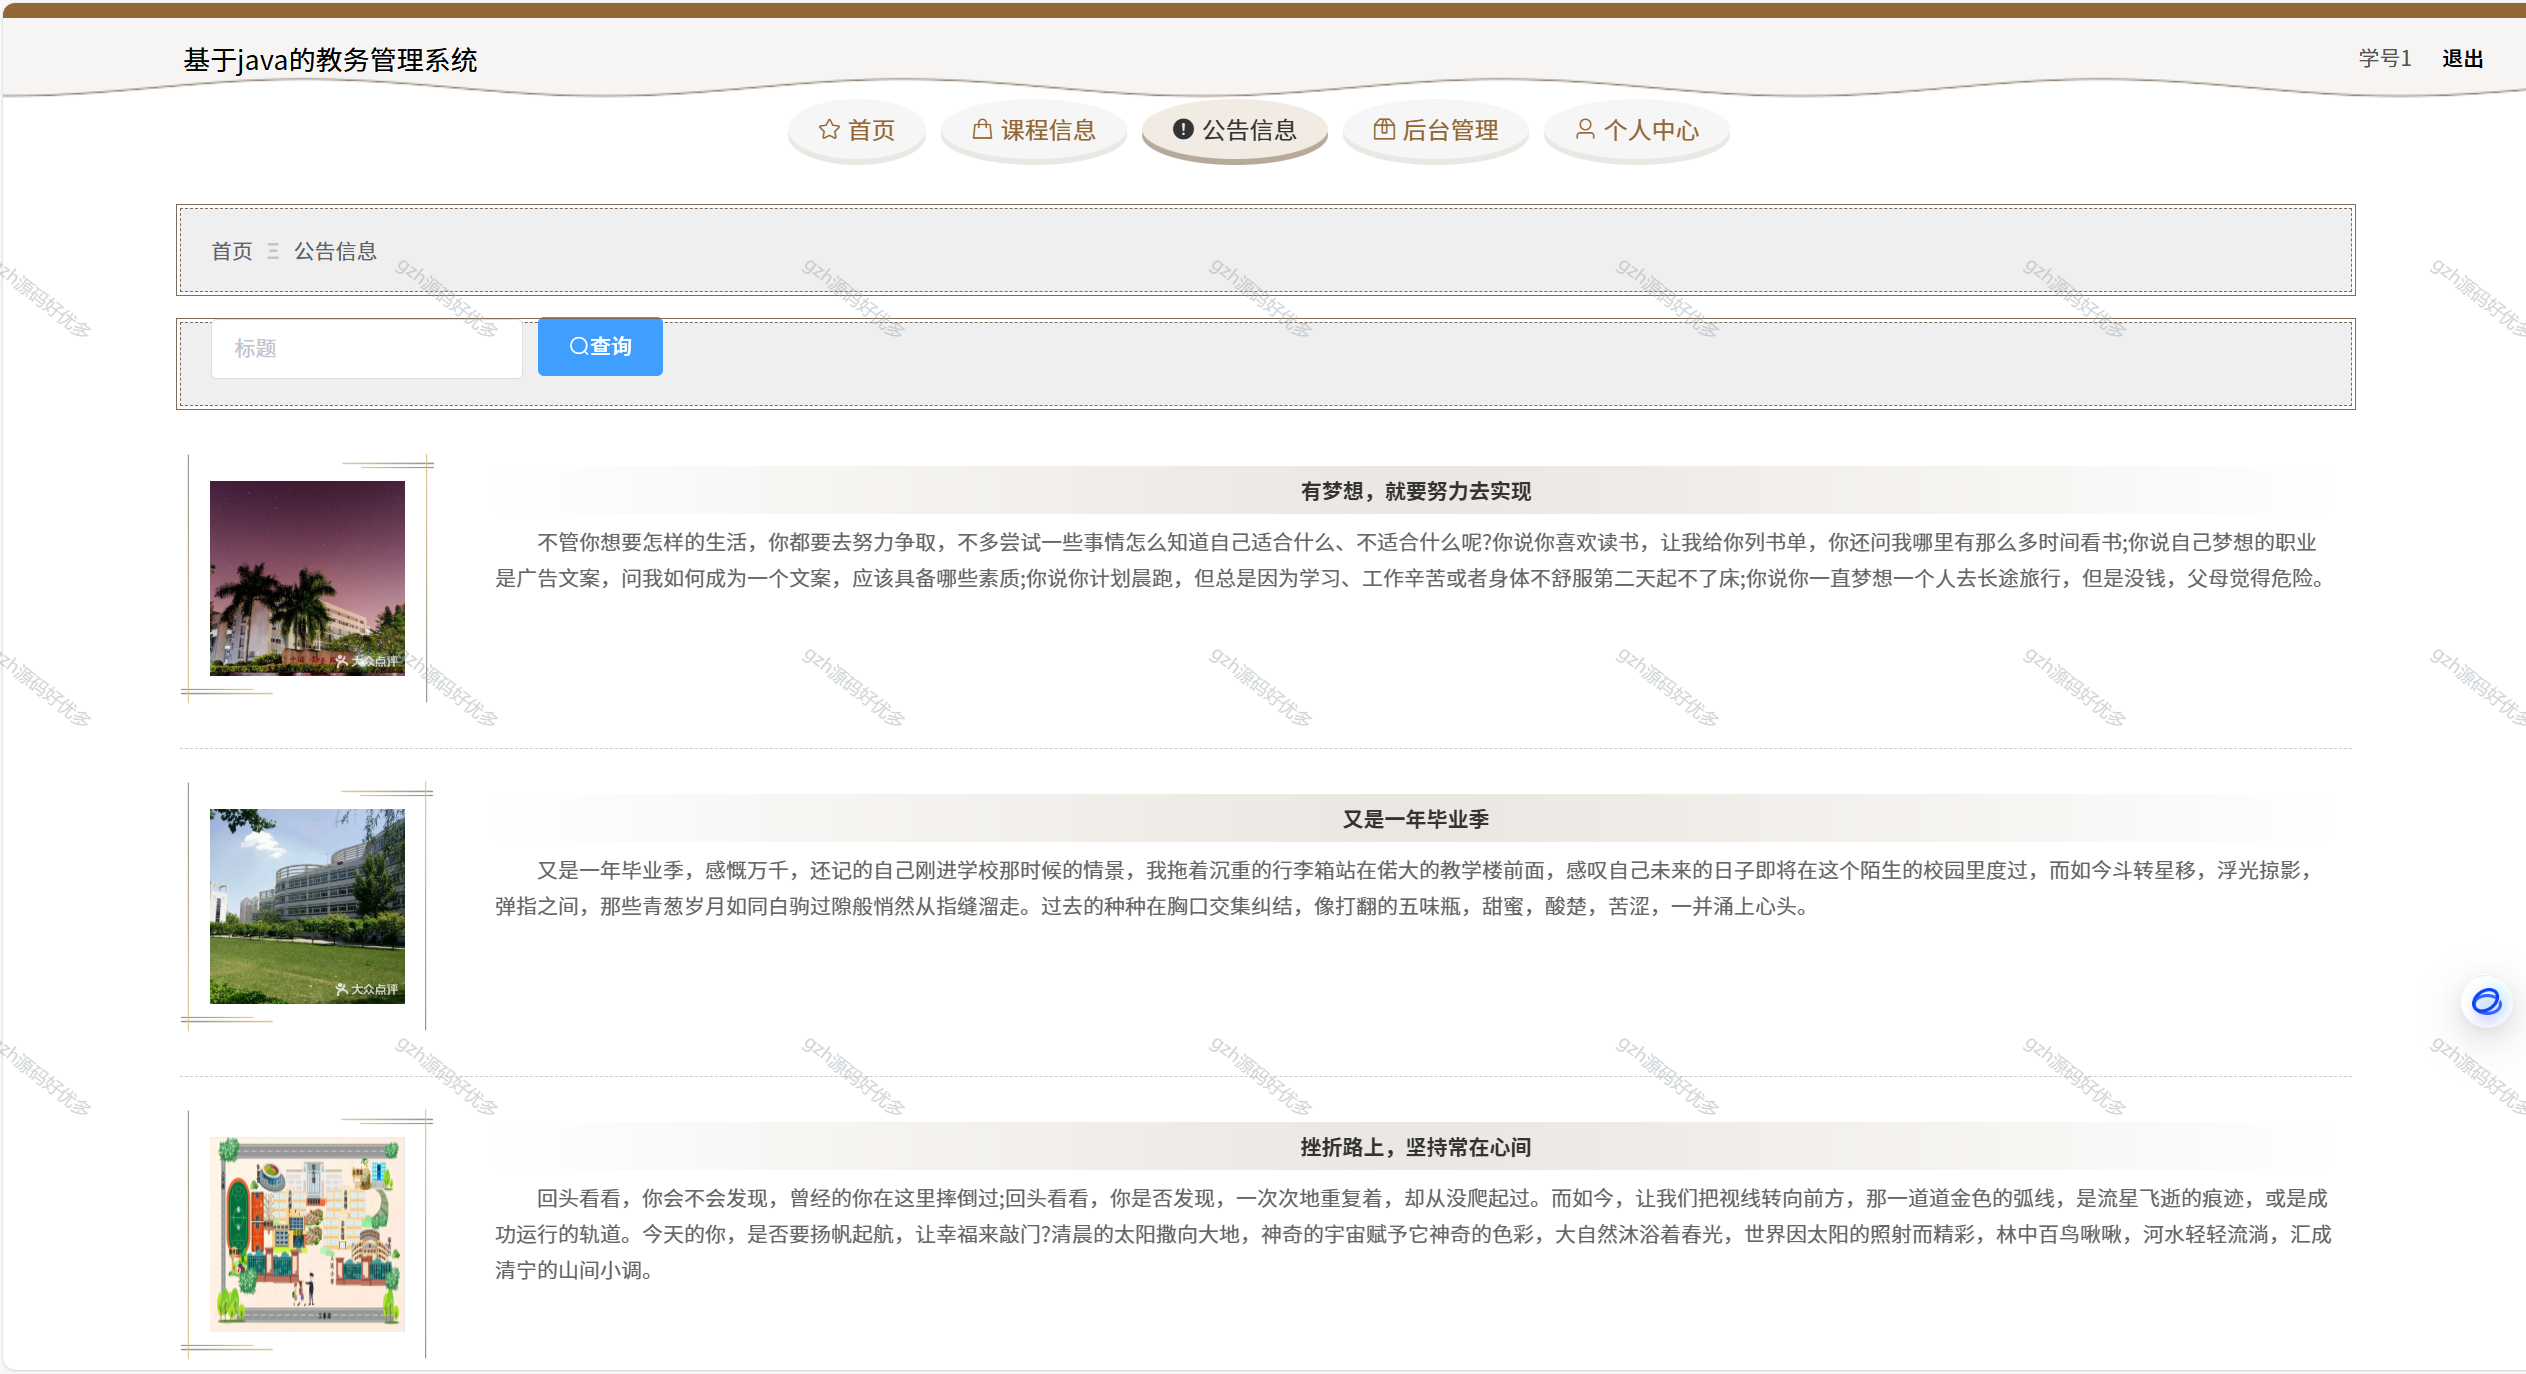 基于java的教务管理系统
学号1 退出
首页 课程信息 公告信息 后台管理 个人中心
首页 公告信息
标题 查询
有梦想，就要努力去实现
不管你想要怎样的生活，你都要去努力争取，不多尝试一些事情怎么知道自己适合什么、不适合什么呢?你说你喜欢读书，让我给你列书单，你还问我哪里有那么多时间看书;你说自己梦想的职业
是广告文案，问我如何成为一个文案，应该具备哪些素质;你说你计划晨跑，但总是因为学习、工作辛苦或者身体不舒服第二天起不了床;你说你一直梦想一个人去长途旅行，但是没钱，父母觉得危险。
大众点评
又是一年毕业季
又是一年毕业季，感慨万千，还记的自己刚进学校那时候的情景，我拖着沉重的行李箱站在偌大的教学楼前面，感叹自己未来的日子即将在这个陌生的校园里度过，而如今斗转星移，浮光掠影，
弹指之间，那些青葱岁月如同白驹过隙般悄然从指缝溜走。过去的种种在胸口交集纠结，像打翻的五味瓶，甜蜜，酸楚，苦涩，一并涌上心头。
大众点评
挫折路上，坚持常在心间
回头看看，你会不会发现，曾经的你在这里摔倒过;回头看看，你是否发现，一次次地重复着，却从没爬起过。而如今，让我们把视线转向前方，那一道道金色的弧线，是流星飞逝的痕迹，或是成
功运行的轨道。今天的你，是否要扬帆起航，让幸福来敲门?清晨的太阳撒向大地，神奇的宇宙赋予它神奇的色彩，大自然沐浴着春光，世界因太阳的照射而精彩，林中百鸟啾啾，河水轻轻流淌，汇成
清宁的山间小调。
gzh源码好优多